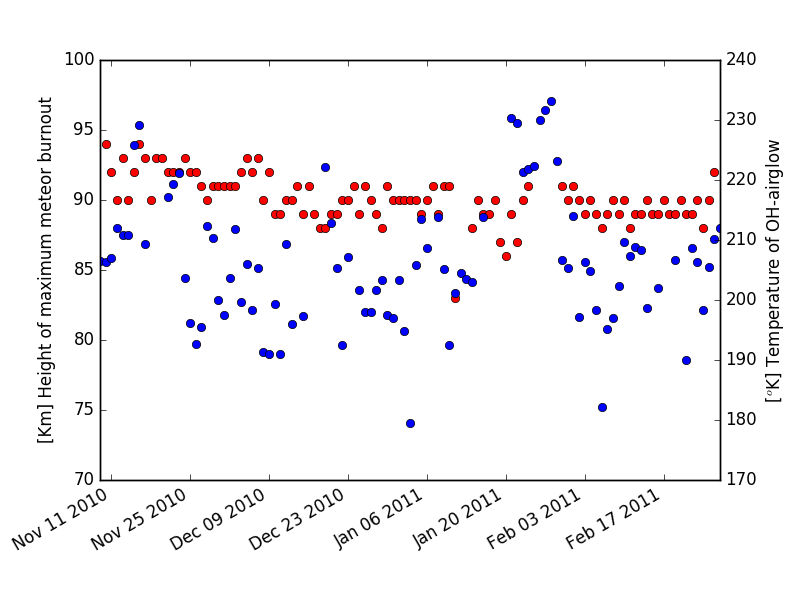 100
95
90
85
80
75
70
[Km] Height of maximum meteor burnout
240
230
220
210
200
190
180
170
[°K] Temperature of OH-airglow
Nov 11 2010
Nov 25 2010
Dec 09 2010
Dec 23 2010
Jan 06 2011
Jan 20 2011
Feb 03 2011
Feb 17 2011